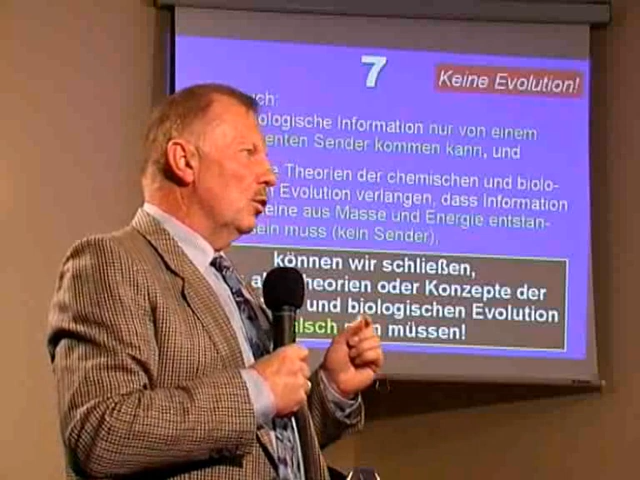 7
Keine Evolution!
uch:
ologische Information nur von einem
enten Sender kommen kann, und
Theorien der chemischen und biolo-
Evolution verlangen, dass Information
eine aus Masse und Energie entstan-
sein muss (kein Sender),
können wir schließen,
Theorien oder Konzepte der
und biologischen Evolution
alsch müssen!